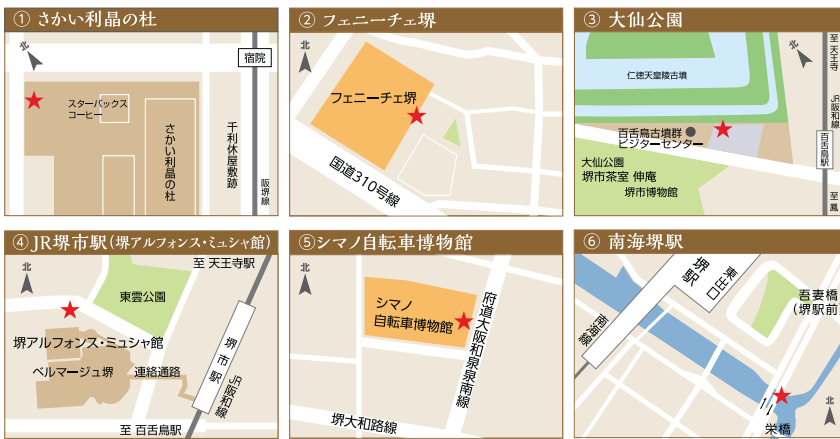 ① さかい利晶の杜
北
宿院
スターバックス
コーヒー
さかい利晶の杜
千利休屋敷跡
阪堺線
② フェニーチェ堺
北
フェニーチェ堺
国道310号線
③ 大仙公園
北
至 天王寺
仁徳天皇陵古墳
JR阪和線
百舌鳥古墳群
ビジターセンター
百舌鳥駅
大仙公園
堺市茶室 伸庵
堺市博物館
至 鳳
④ JR堺市駅(堺アルフォンス・ミュシャ館)
北
至 天王寺駅
東雲公園
堺アルフォンス・ミュシャ館
ベルマージュ堺
連絡通路
堺市駅
JR阪和線
至 百舌鳥駅
⑤シマノ自転車博物館
北
シマノ
自転車博物館
府道大阪和泉泉南線
堺大和路線
⑥ 南海堺駅
堺駅
東出口
吾妻橋
(堺駅前)
南海線
北
栄橋